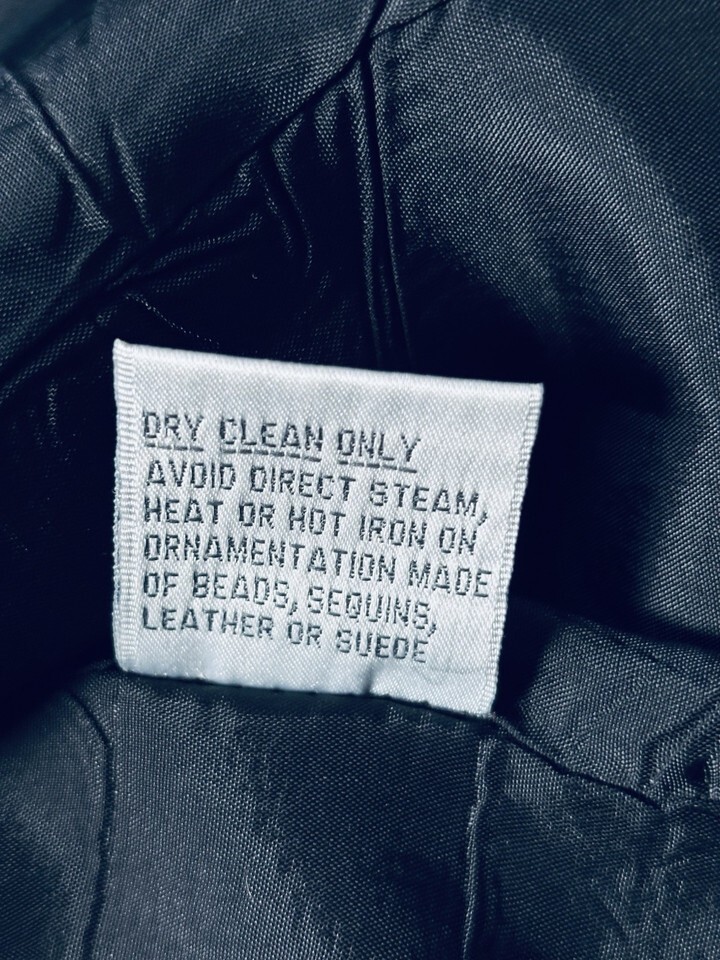 DRY CLEAN ONLY
AVOID DIRECT STEAM,
HEAT OR HOT IRON ON
ORNAMENTATION MADE
OF BEADS, SEQUINS,
LEATHER OR SUEDE